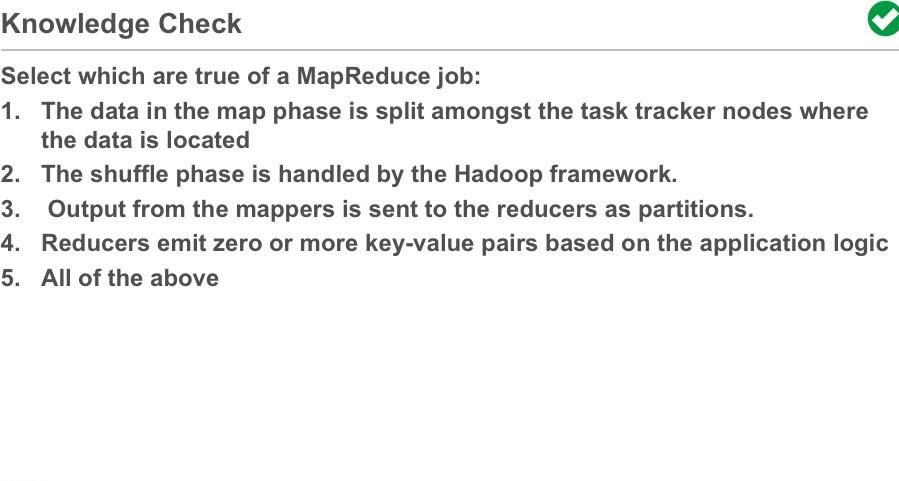 Knowledge Check
Select which are true of a MapReduce job:
1. The data in the map phase is split amongst the task tracker nodes where
the data is located
2. The shuffle phase is handled by the Hadoop framework.
3. Output from the mappers is sent to the reducers as partitions.
4. Reducers emit zero or more key-value pairs based on the application logic
5. All of the above